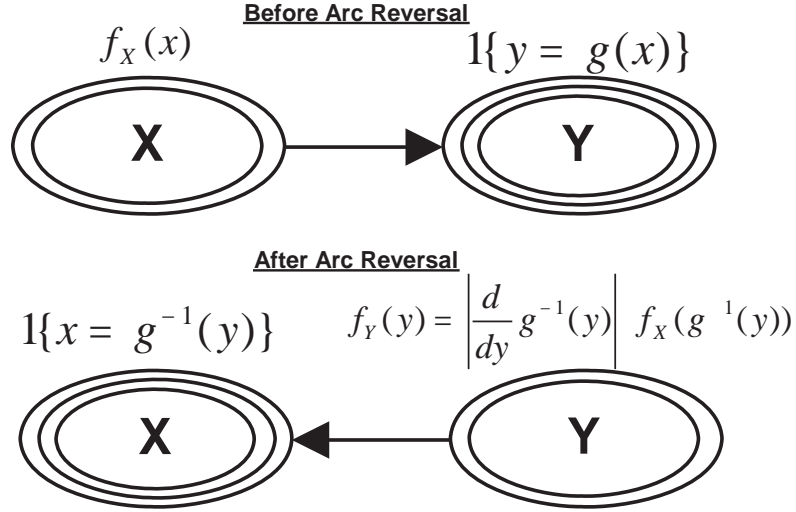 Before Arc Reversal
f_X(x)
1{y = g(x)}
X
Y
After Arc Reversal
1{x = g^{-1}(y)}
f_Y(y) = |d/dy g^{-1}(y)| f_X(g ^1(y))
X
Y